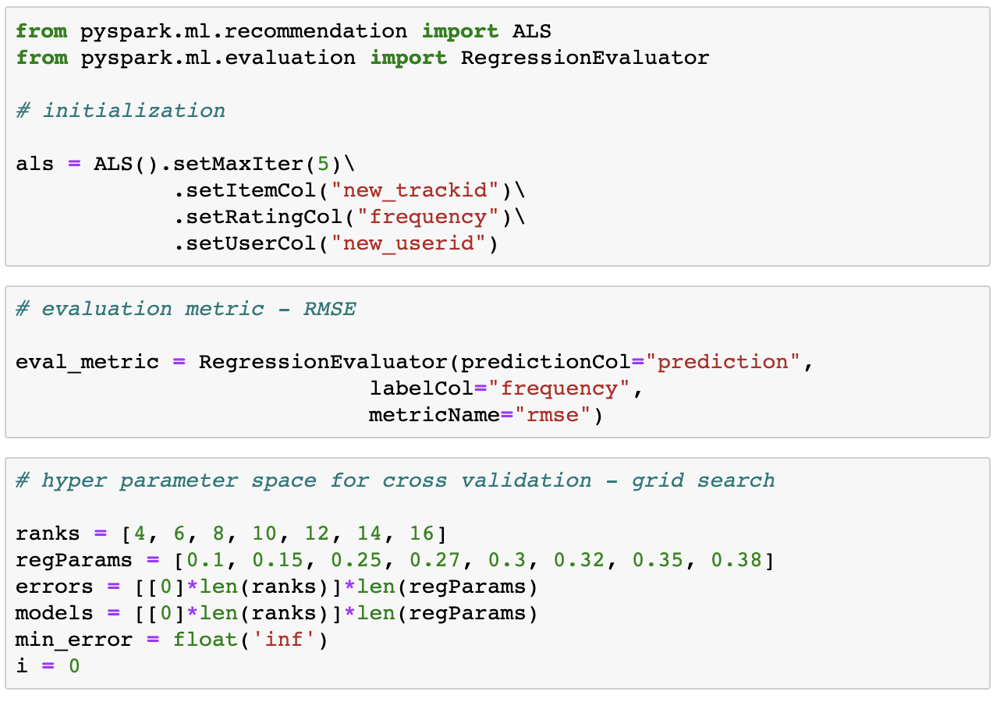 from pyspark.ml.recommendation import ALS
from pyspark.ml.evaluation import RegressionEvaluator
# initialization
als = ALS().setMaxIter(5)\
            .setItemCol("new_trackid")\
            .setRatingCol("frequency")\
            .setUserCol("new_userid")
# evaluation metric - RMSE
eval_metric = RegressionEvaluator(predictionCol="prediction",
                           labelCol="frequency",
                           metricName="rmse")
# hyper parameter space for cross validation - grid search
ranks = [4, 6, 8, 10, 12, 14, 16]
regParams = [0.1, 0.15, 0.25, 0.27, 0.3, 0.32, 0.35, 0.38]
errors = [[0]*len(ranks)]*len(regParams)
models = [[0]*len(ranks)]*len(regParams)
min_error = float('inf')
i = 0